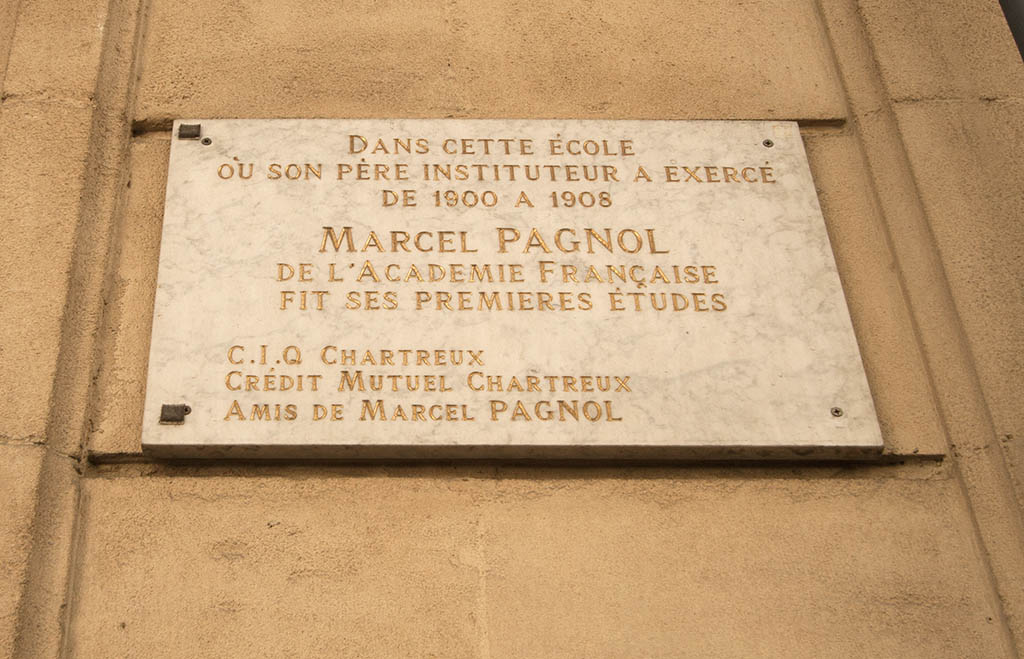 DANS CETTE ÉCOLE
OÙ SON PÈRE INSTITUTEUR A EXERCÉ
DE 1900 A 1908
MARCEL PAGNOL
DE L'ACADEMIE FRANÇAISE
FIT SES PREMIERES ÉTUDES
C.I.Q CHARTREUX
CRÉDIT MUTUEL CHARTREUX
AMIS DE MARCEL PAGNOL